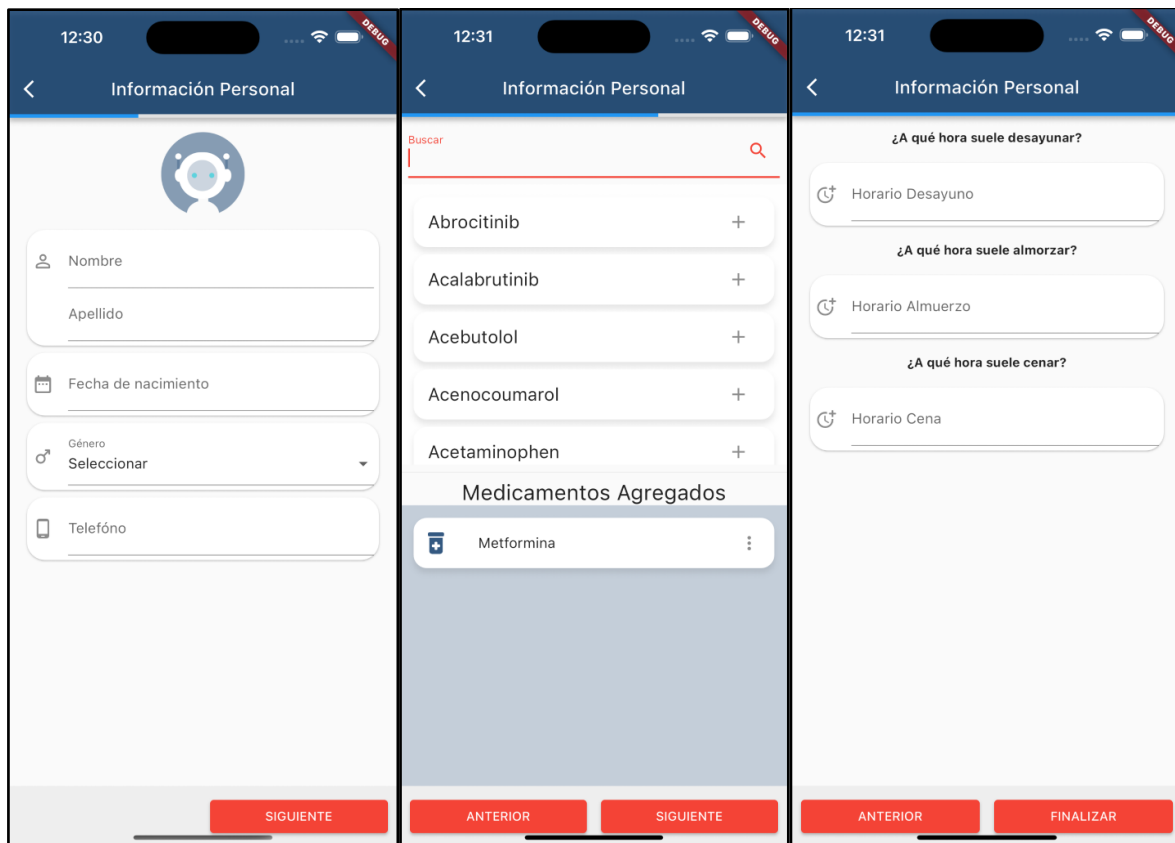 12:30
DEBUG
Información Personal
Nombre
Apellido
Fecha de nacimiento
Género
Seleccionar
Telefóno
SIGUIENTE
12:31
DEBUG
Información Personal
Buscar
Abrocitinib
Acalabrutinib
Acebutolol
Acenocoumarol
Acetaminophen
Medicamentos Agregados
Metformina
ANTERIOR
SIGUIENTE
12:31
DEBUG
Información Personal
¿A qué hora suele desayunar?
Horario Desayuno
¿A qué hora suele almorzar?
Horario Almuerzo
¿A qué hora suele cenar?
Horario Cena
ANTERIOR
FINALIZAR